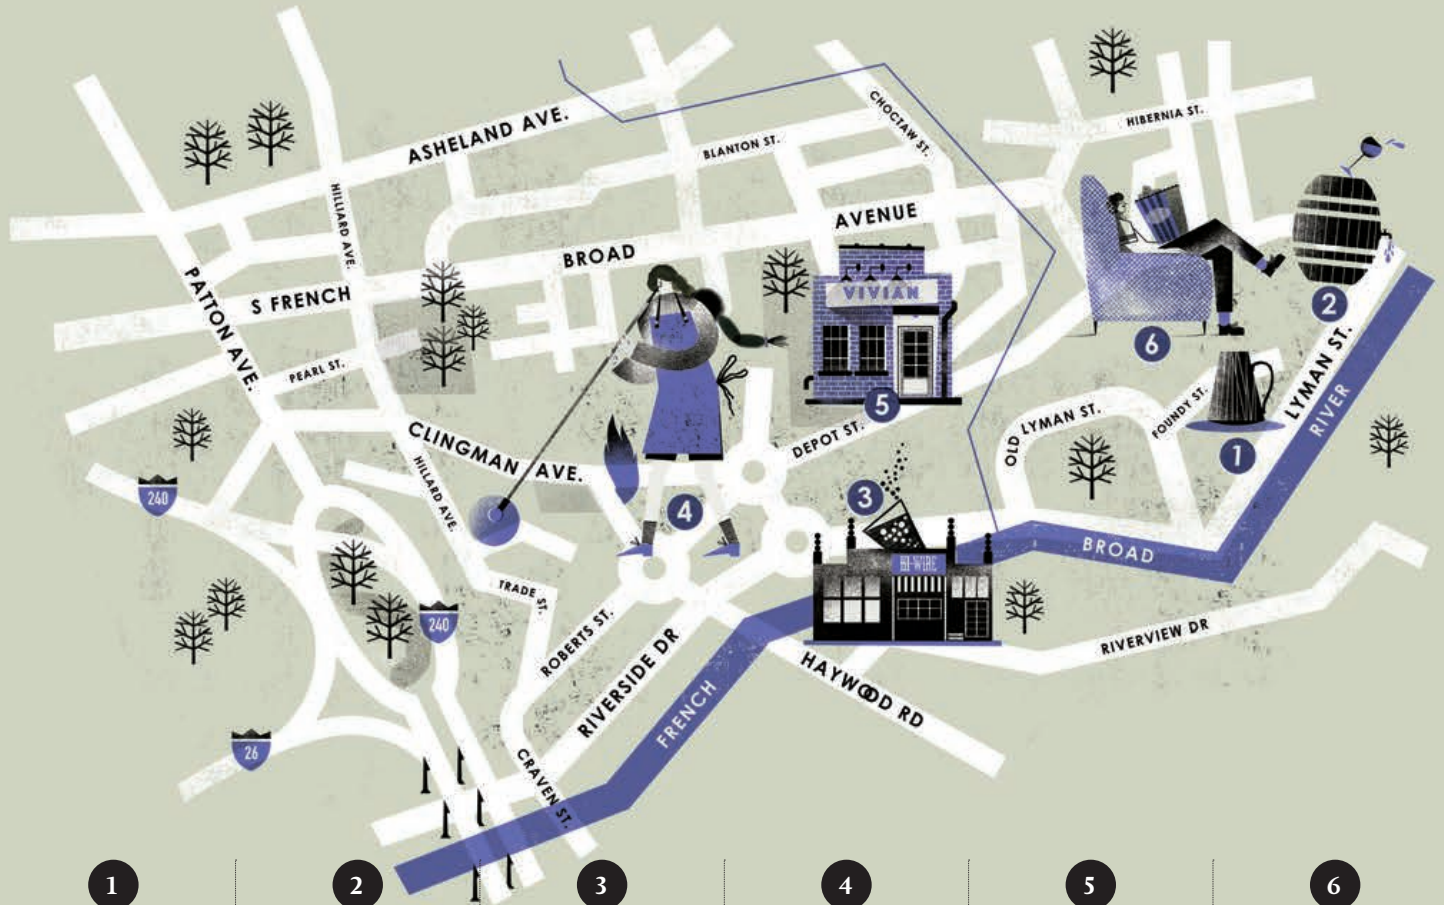 ASHELAND AVE.
BLANTON ST.
CHOCTAW ST.
HIBERNIA ST.
HILLIARD AVE.
S FRENCH
BROAD
AVENUE
PATTON AVE.
PEARL ST.
VIVIAN
5
6
2
LYMAN ST.
RIVER
CLINGMAN AVE.
HILLARD AVE.
DEPOT ST.
OLD LYMAN ST.
FOUNDY ST.
1
240
4
3
HI-WIRE
BROAD
TRADE ST.
240
ROBERTS ST.
RIVERSIDE DR
FRENCH
HAYWOOD RD
RIVERVIEW DR
26
CRAVEN ST.
1
2
3
4
5
6